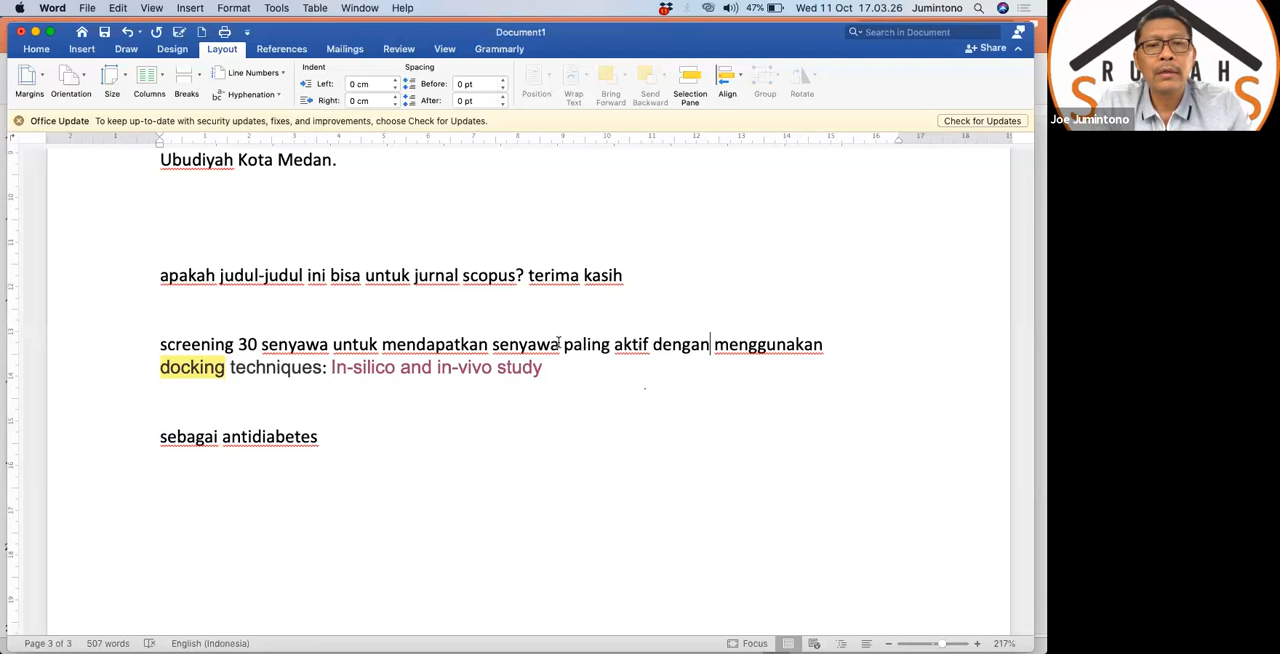 Word File Edit View Insert Format Tools Table Window Help 11 47% Wed 11 Oct 17.03.26 Jumintono
Document1
Search in Document
Home Insert Draw Design Layout References Mailings Review View Grammarly
Share
Margins Orientation Size Columns Breaks
Line Numbers
Hyphenation
Indent
Left: 0 cm
Right: 0 cm
Spacing
Before: 0 pt
After: 0 pt
Position Wrap Text Bring Forward Send Backward Selection Pane Align Group Rotate
Office Update To keep up-to-date with security updates, fixes, and improvements, choose Check for Updates. Check for Updates
Ubudiyah Kota Medan.
apakah judul-judul ini bisa untuk jurnal scopus? terima kasih
screening 30 senyawa untuk mendapatkan senyawa paling aktif dengan menggunakan
docking techniques: In-silico and in-vivo study
sebagai antidiabetes
Page 3 of 3 507 words English (Indonesia) Focus 217%
RUMAH
S S
Joe Jumintono